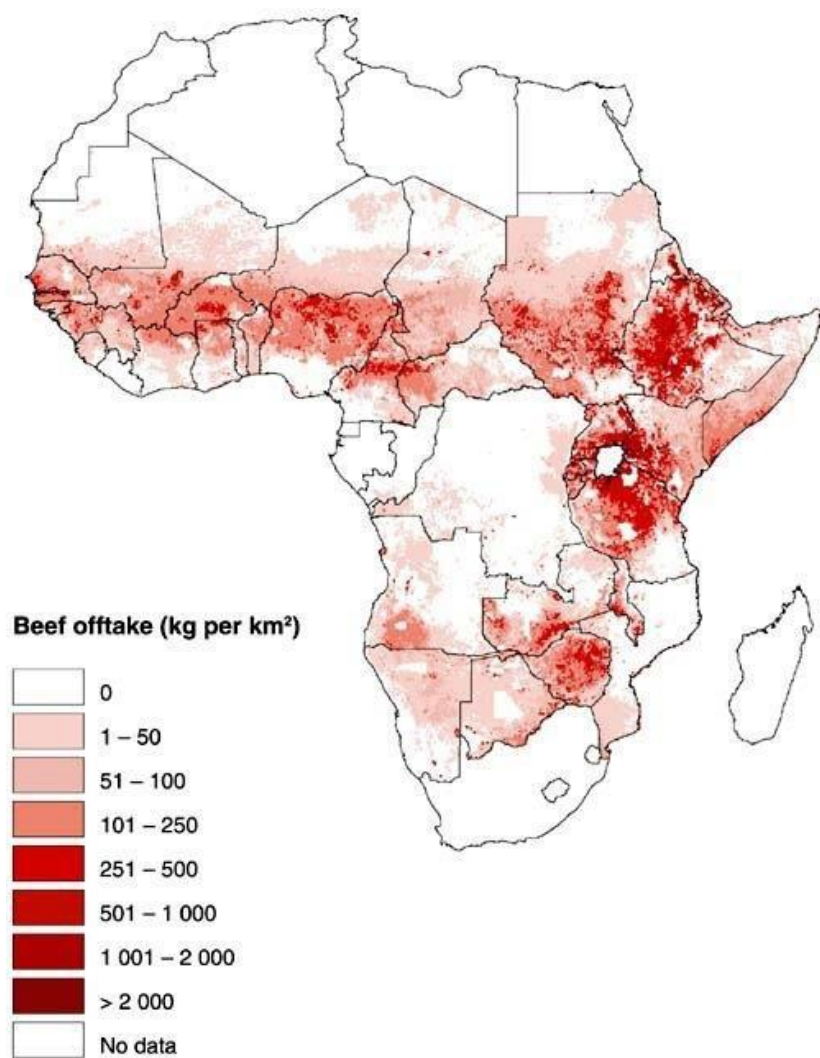 Beef offtake (kg per km²)
0
1 – 50
51 – 100
101 – 250
251 – 500
501 – 1 000
1 001 – 2 000
> 2 000
No data